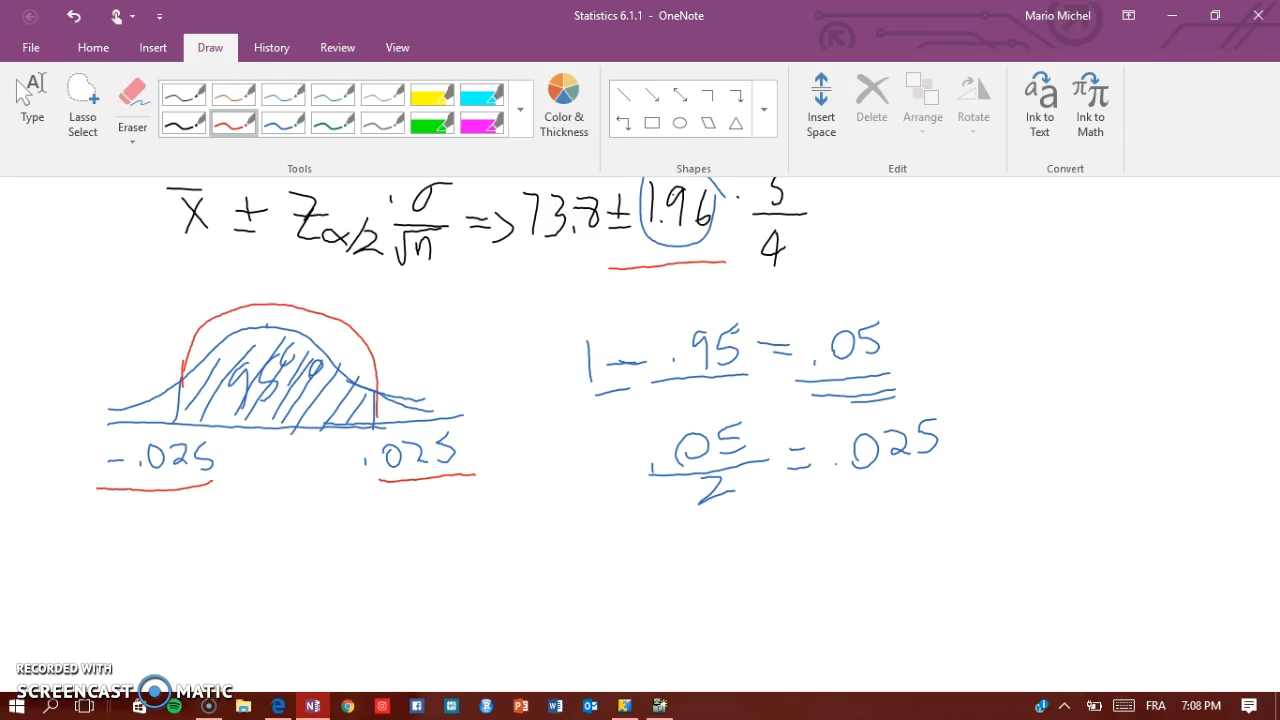 Statistics 6.1.1 - OneNote
Mario Michel
File Home Insert Draw History Review View
Type
Lasso Select
Eraser
Color & Thickness
Insert Space
Delete
Arrange
Rotate
Ink to Text
Ink to Math
Tools
Shapes
Edit
Convert
x̅ ± Zα/2 · σ/√n => 73.8 ± 1.96 · 5/4
95%
-.025 .025
1 - .95 = .05
.05/2 = .025
RECORDED WITH
SCREENCAST MATIC
FRA 7:08 PM